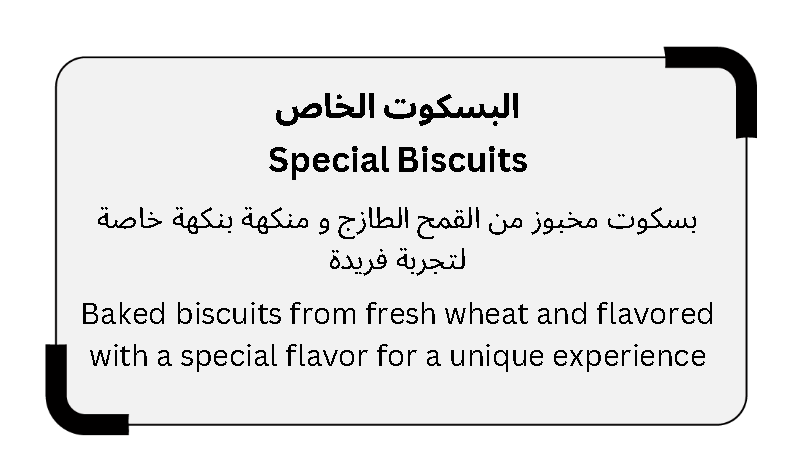 البسكوت الخاص
Special Biscuits
بسكوت مخبوز من القمح الطازج و منكهة بنكهة خاصة
لتجربة فريدة
Baked biscuits from fresh wheat and flavored
with a special flavor for a unique experience